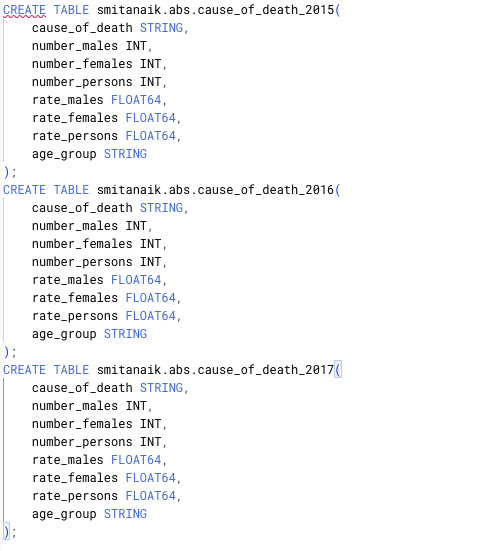 CREATE TABLE smitanaik.abs.cause_of_death_2015(
    cause_of_death STRING,
    number_males INT,
    number_females INT,
    number_persons INT,
    rate_males FLOAT64,
    rate_females FLOAT64,
    rate_persons FLOAT64,
    age_group STRING
);
CREATE TABLE smitanaik.abs.cause_of_death_2016(
    cause_of_death STRING,
    number_males INT,
    number_females INT,
    number_persons INT,
    rate_males FLOAT64,
    rate_females FLOAT64,
    rate_persons FLOAT64,
    age_group STRING
);
CREATE TABLE smitanaik.abs.cause_of_death_2017(
    cause_of_death STRING,
    number_males INT,
    number_females INT,
    number_persons INT,
    rate_males FLOAT64,
    rate_females FLOAT64,
    rate_persons FLOAT64,
    age_group STRING
);